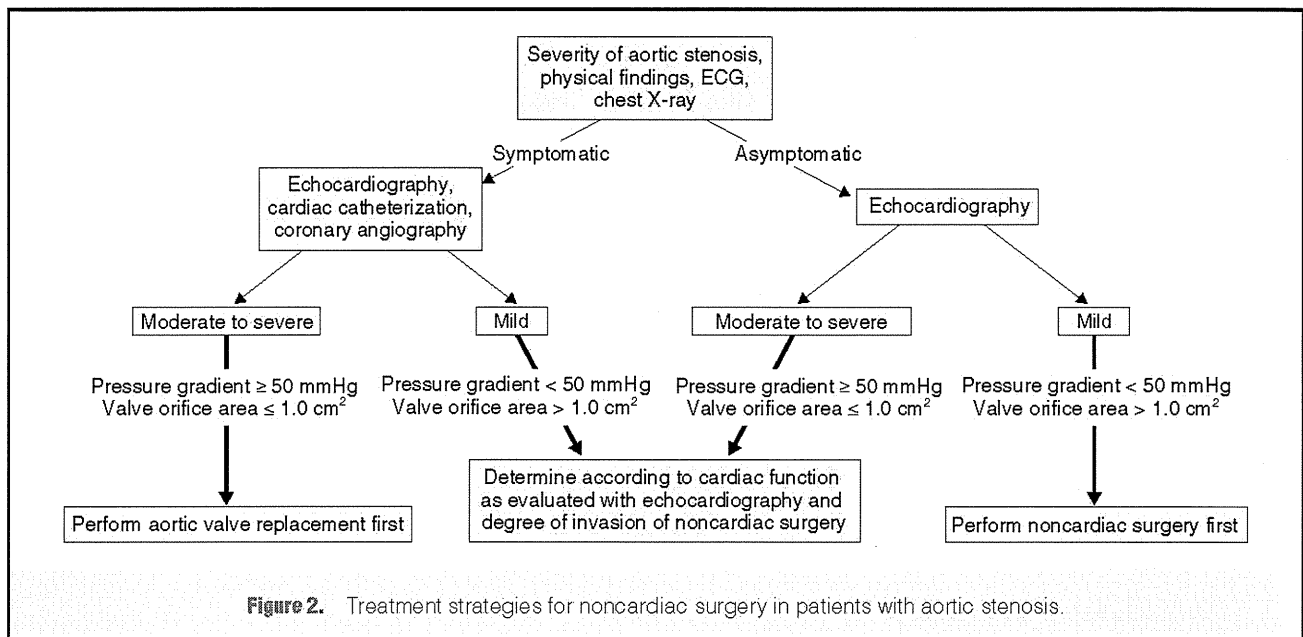 Severity of aortic stenosis,
physical findings, ECG,
chest X-ray
Symptomatic
Asymptomatic
Echocardiography,
cardiac catheterization,
coronary angiography
Echocardiography
Moderate to severe
Mild
Moderate to severe
Mild
Pressure gradient ≥ 50 mmHg
Valve orifice area ≤ 1.0 cm²
Pressure gradient < 50 mmHg
Valve orifice area > 1.0 cm²
Pressure gradient ≥ 50 mmHg
Valve orifice area ≤ 1.0 cm²
Pressure gradient < 50 mmHg
Valve orifice area > 1.0 cm²
Perform aortic valve replacement first
Determine according to cardiac function
as evaluated with echocardiography and
degree of invasion of noncardiac surgery
Perform noncardiac surgery first
Figure 2. Treatment strategies for noncardiac surgery in patients with aortic stenosis.